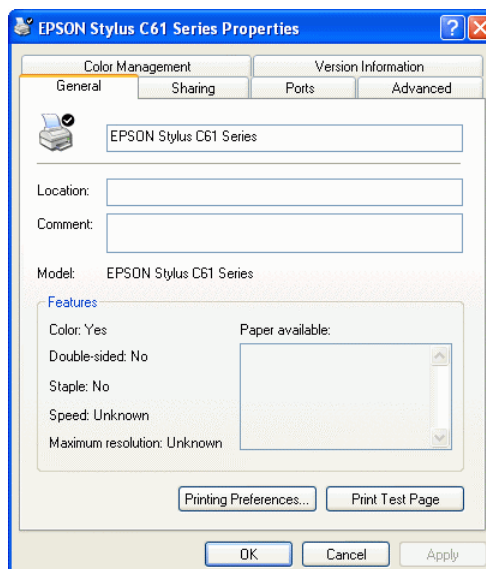 EPSON Stylus C61 Series Properties
Color Management Version Information
General Sharing Ports Advanced
EPSON Stylus C61 Series
Location:
Comment:
Model: EPSON Stylus C61 Series
Features
Color: Yes Paper available:
Double-sided: No
Staple: No
Speed: Unknown
Maximum resolution: Unknown
Printing Preferences... Print Test Page
OK Cancel Apply